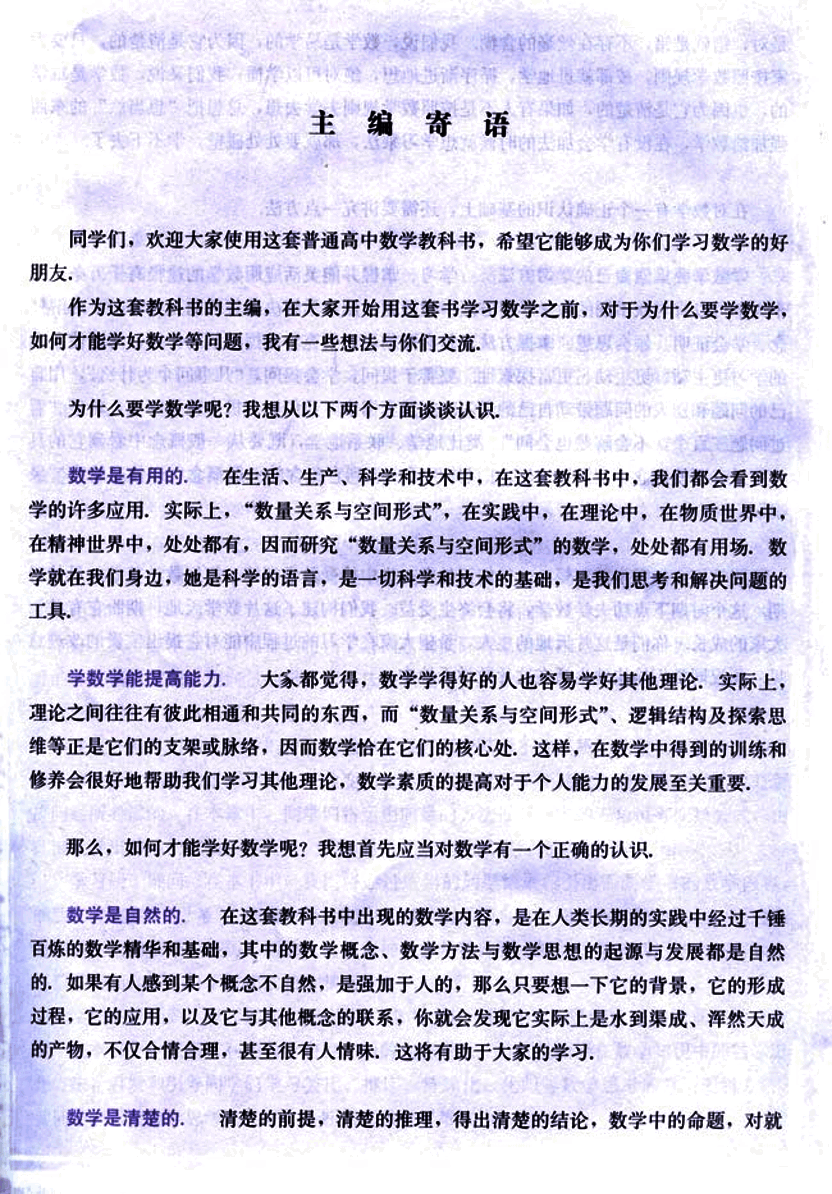 主编寄语
同学们，欢迎大家使用这套普通高中数学教科书，希望它能够成为你们学习数学的好
朋友.
作为这套教科书的主编，在大家开始用这套书学习数学之前，对于为什么要学数学，
如何才能学好数学等问题，我有一些想法与你们交流.
为什么要学数学呢？我想从以下两个方面谈谈认识.
数学是有用的. 在生活、生产、科学和技术中，在这套教科书中，我们都会看到数
学的许多应用. 实际上，“数量关系与空间形式”，在实践中，在理论中，在物质世界中，
在精神世界中，处处都有，因而研究“数量关系与空间形式”的数学，处处都有用场. 数
学就在我们身边，她是科学的语言，是一切科学和技术的基础，是我们思考和解决问题的
工具.
学数学能提高能力. 大家都觉得，数学学得好的人也容易学好其他理论. 实际上，
理论之间往往有彼此相通和共同的东西，而“数量关系与空间形式”、逻辑结构及探索思
维等正是它们的支架或脉络，因而数学恰在它们的核心处. 这样，在数学中得到的训练和
修养会很好地帮助我们学习其他理论，数学素质的提高对于个人能力的发展至关重要.
那么，如何才能学好数学呢？我想首先应当对数学有一个正确的认识.
数学是自然的. 在这套教科书中出现的数学内容，是在人类长期的实践中经过千锤
百炼的数学精华和基础，其中的数学概念、数学方法与数学思想的起源与发展都是自然
的. 如果有人感到某个概念不自然，是强加于人的，那么只要想一下它的背景，它的形成
过程，它的应用，以及它与其他概念的联系，你就会发现它实际上是水到渠成、浑然天成
的产物，不仅合情合理，甚至很有人情味. 这将有助于大家的学习.
数学是清楚的. 清楚的前提，清楚的推理，得出清楚的结论，数学中的命题，对就